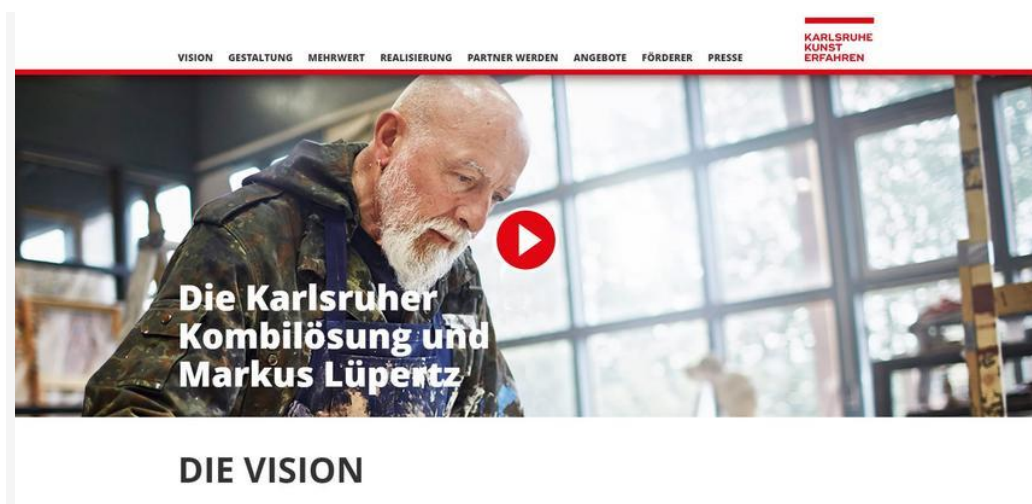 VISION GESTALTUNG MEHRWERT REALISIERUNG PARTNER WERDEN ANGEBOTE FÖRDERER PRESSE
KARLSRUHE
KUNST
ERFAHREN
Die Karlsruher
Kombilösung und
Markus Lüpertz
DIE VISION